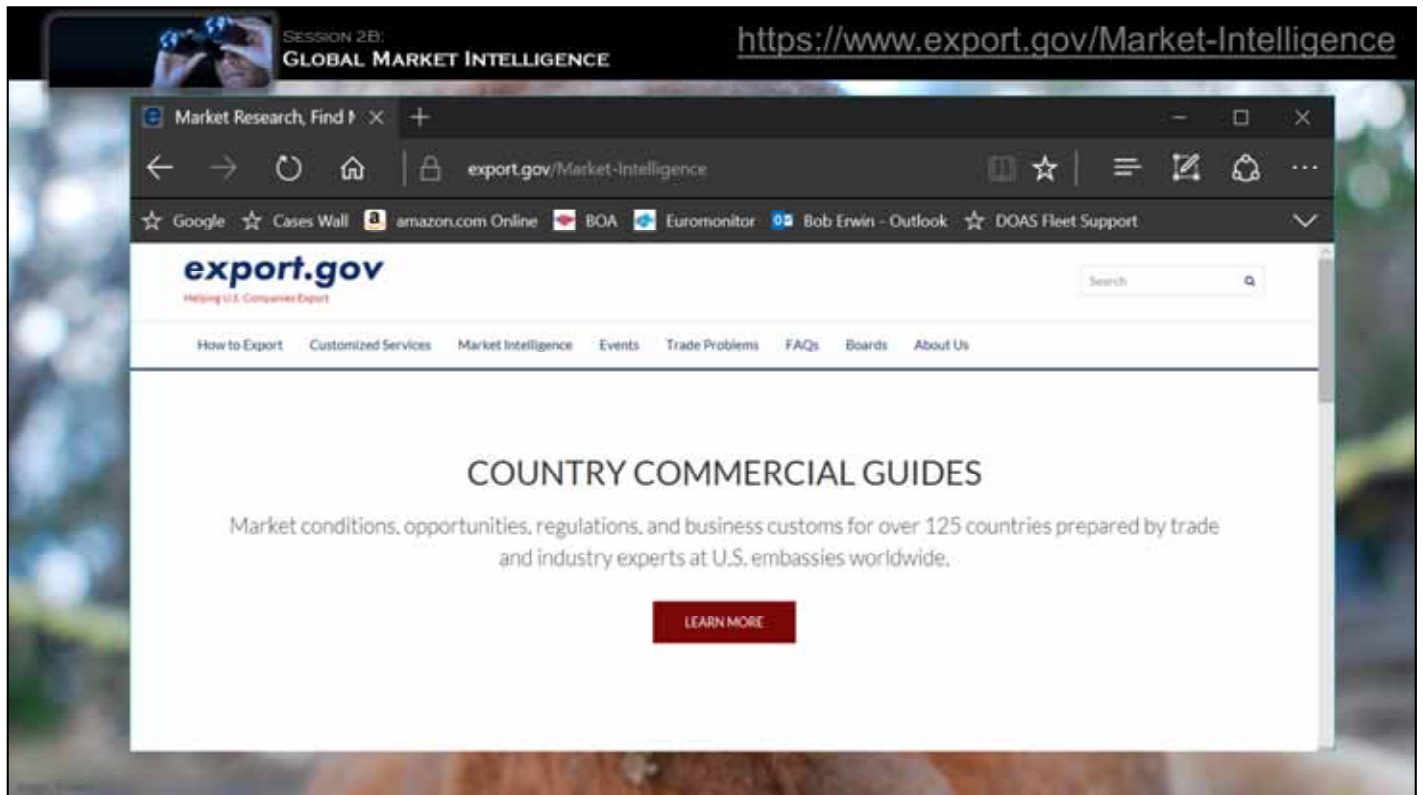 SESSION 2B:
GLOBAL MARKET INTELLIGENCE
https://www.export.gov/Market-Intelligence
Market Research, Find
export.gov/Market-Intelligence
Google Cases Wall amazon.com Online BOA Euromonitor Bob Erwin - Outlook DOAS Fleet Support
export.gov
Helping U.S. Companies Export
Search
How to Export Customized Services Market Intelligence Events Trade Problems FAQs Boards About Us
COUNTRY COMMERCIAL GUIDES
Market conditions, opportunities, regulations, and business customs for over 125 countries prepared by trade
and industry experts at U.S. embassies worldwide.
LEARN MORE